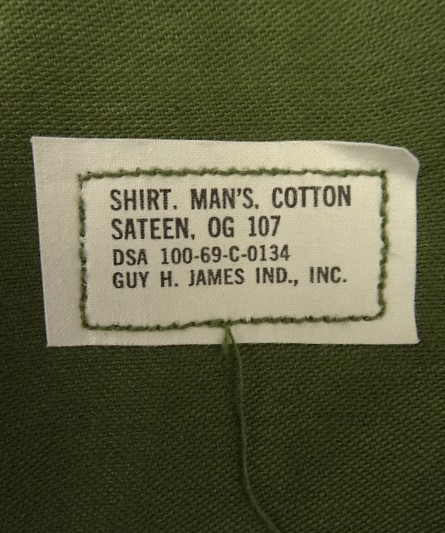 SHIRT. MAN'S. COTTON
SATEEN, OG 107
DSA 100-69-C-0134
GUY H. JAMES IND., INC.